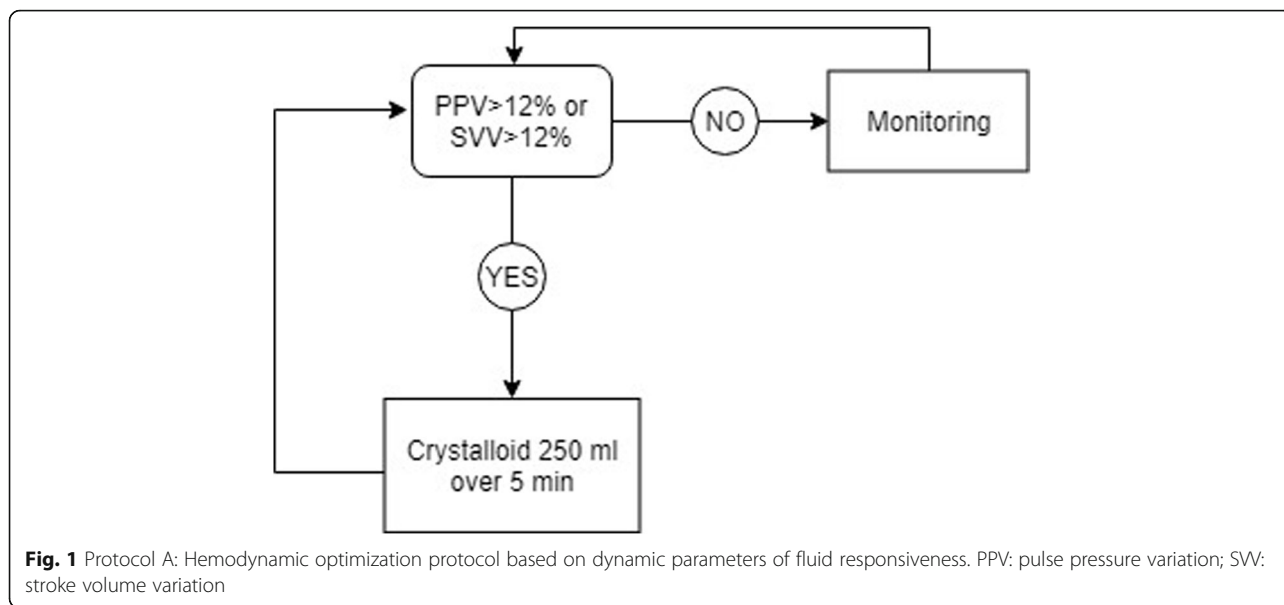 PPV>12% or
SVV>12%
NO
Monitoring
YES
Crystalloid 250 ml
over 5 min
Fig. 1 Protocol A: Hemodynamic optimization protocol based on dynamic parameters of fluid responsiveness. PPV: pulse pressure variation; SVV:
stroke volume variation